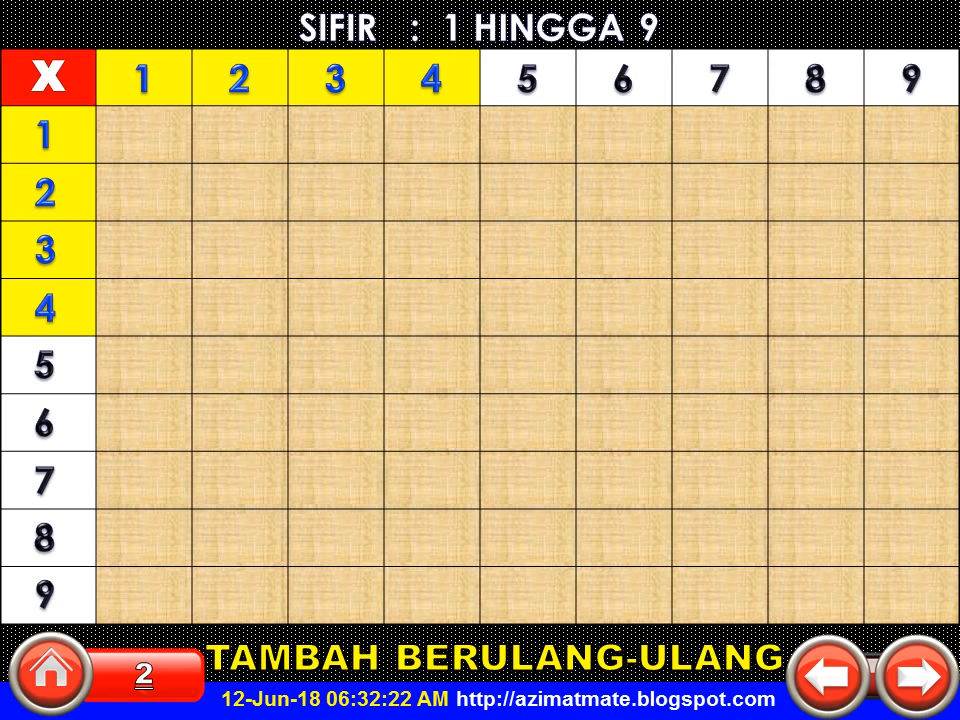 SIFIR : 1 HINGGA 9
X 1 2 3 4 5 6 7 8 9
1
2
3
4
5
6
7
8
9
2
TAMBAH BERULANG-ULANG
12-Jun-18 06:32:22 AM http://azimatmate.blogspot.com